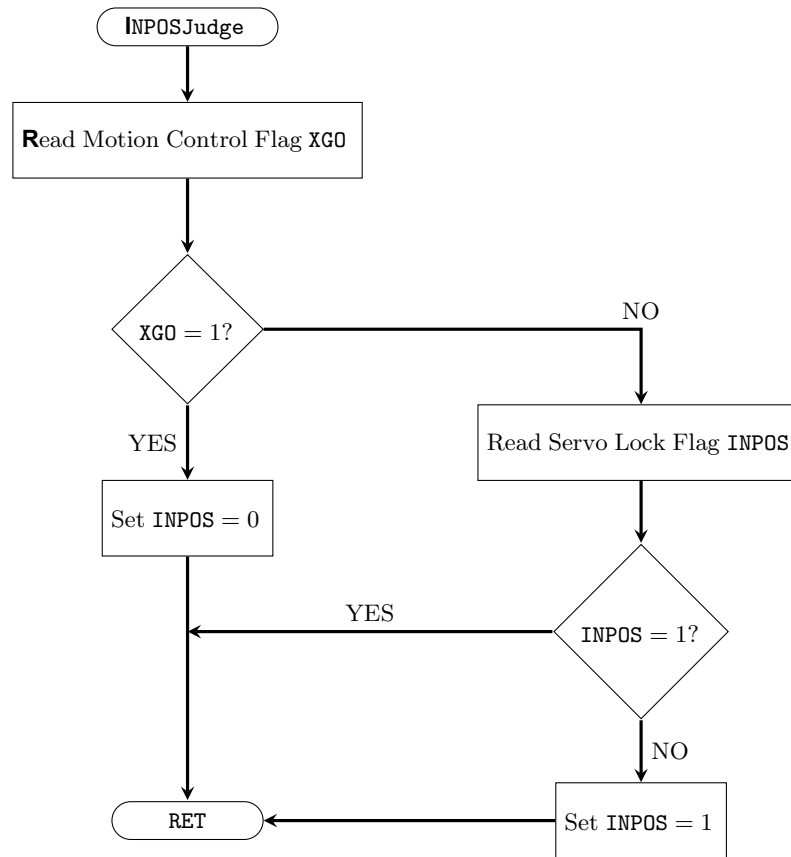 INPOSJudge
Read Motion Control Flag XGO
XGO = 1?
NO
YES
Read Servo Lock Flag INPOS
Set INPOS = 0
YES
INPOS = 1?
NO
RET
Set INPOS = 1